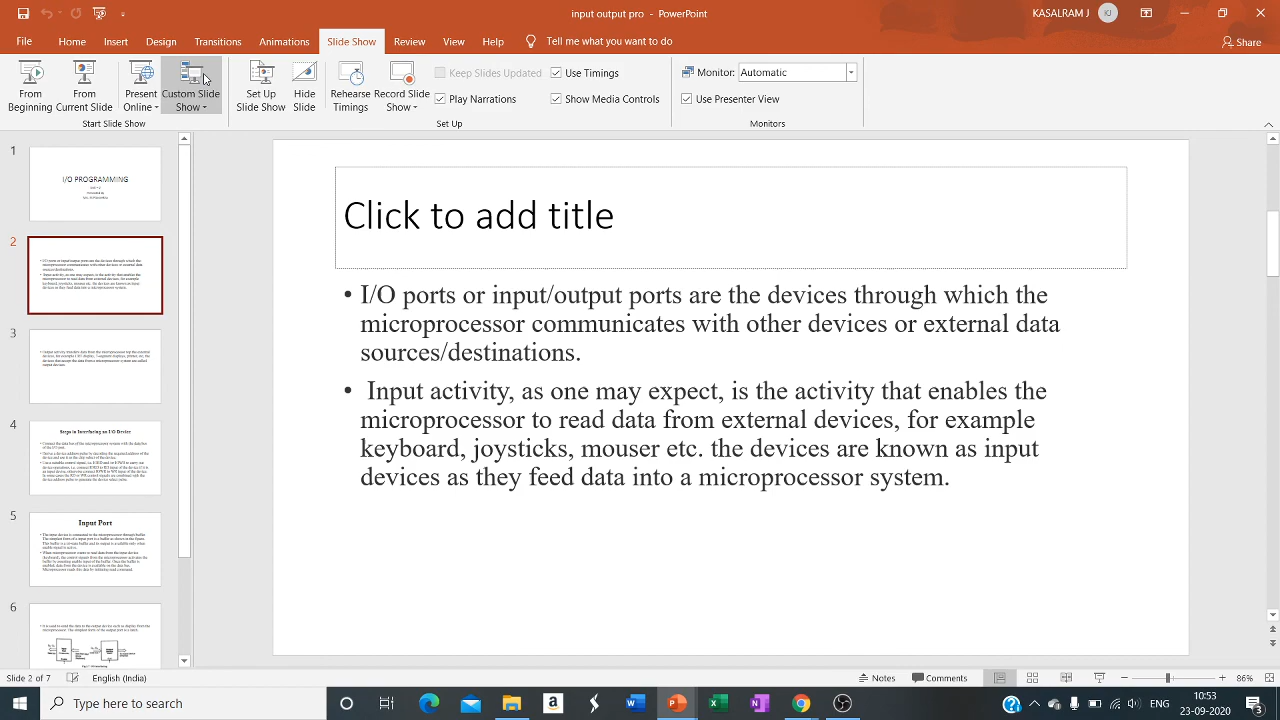 input output pro - PowerPoint
KASALRAM J
KJ
File Home Insert Design Transitions Animations Slide Show Review View Help Tell me what you want to do
Share
From Beginning
From Current Slide
Present Online
Custom Slide Show
Set Up Slide Show
Hide Slide
Rehearse Timings
Record Slide Show
Keep Slides Updated
Play Narrations
Use Timings
Show Media Controls
Monitor: Automatic
Use Presenter View
Start Slide Show
Set Up
Monitors
1
I/O PROGRAMMING
2
3
4
Steps in Interfacing an I/O Device
5
Input Port
6
Click to add title
• I/O ports or input/output ports are the devices through which the
microprocessor communicates with other devices or external data
sources/destinations.
• Input activity, as one may expect, is the activity that enables the
microprocessor to read data from external devices, for example
keyboard, joysticks, mouser etc. the devices are known as input
devices as they feed data into a microprocessor system.
Slide 2 of 7
English (India)
Notes
Comments
86%
Type here to search
ENG
10:53
23-09-2020